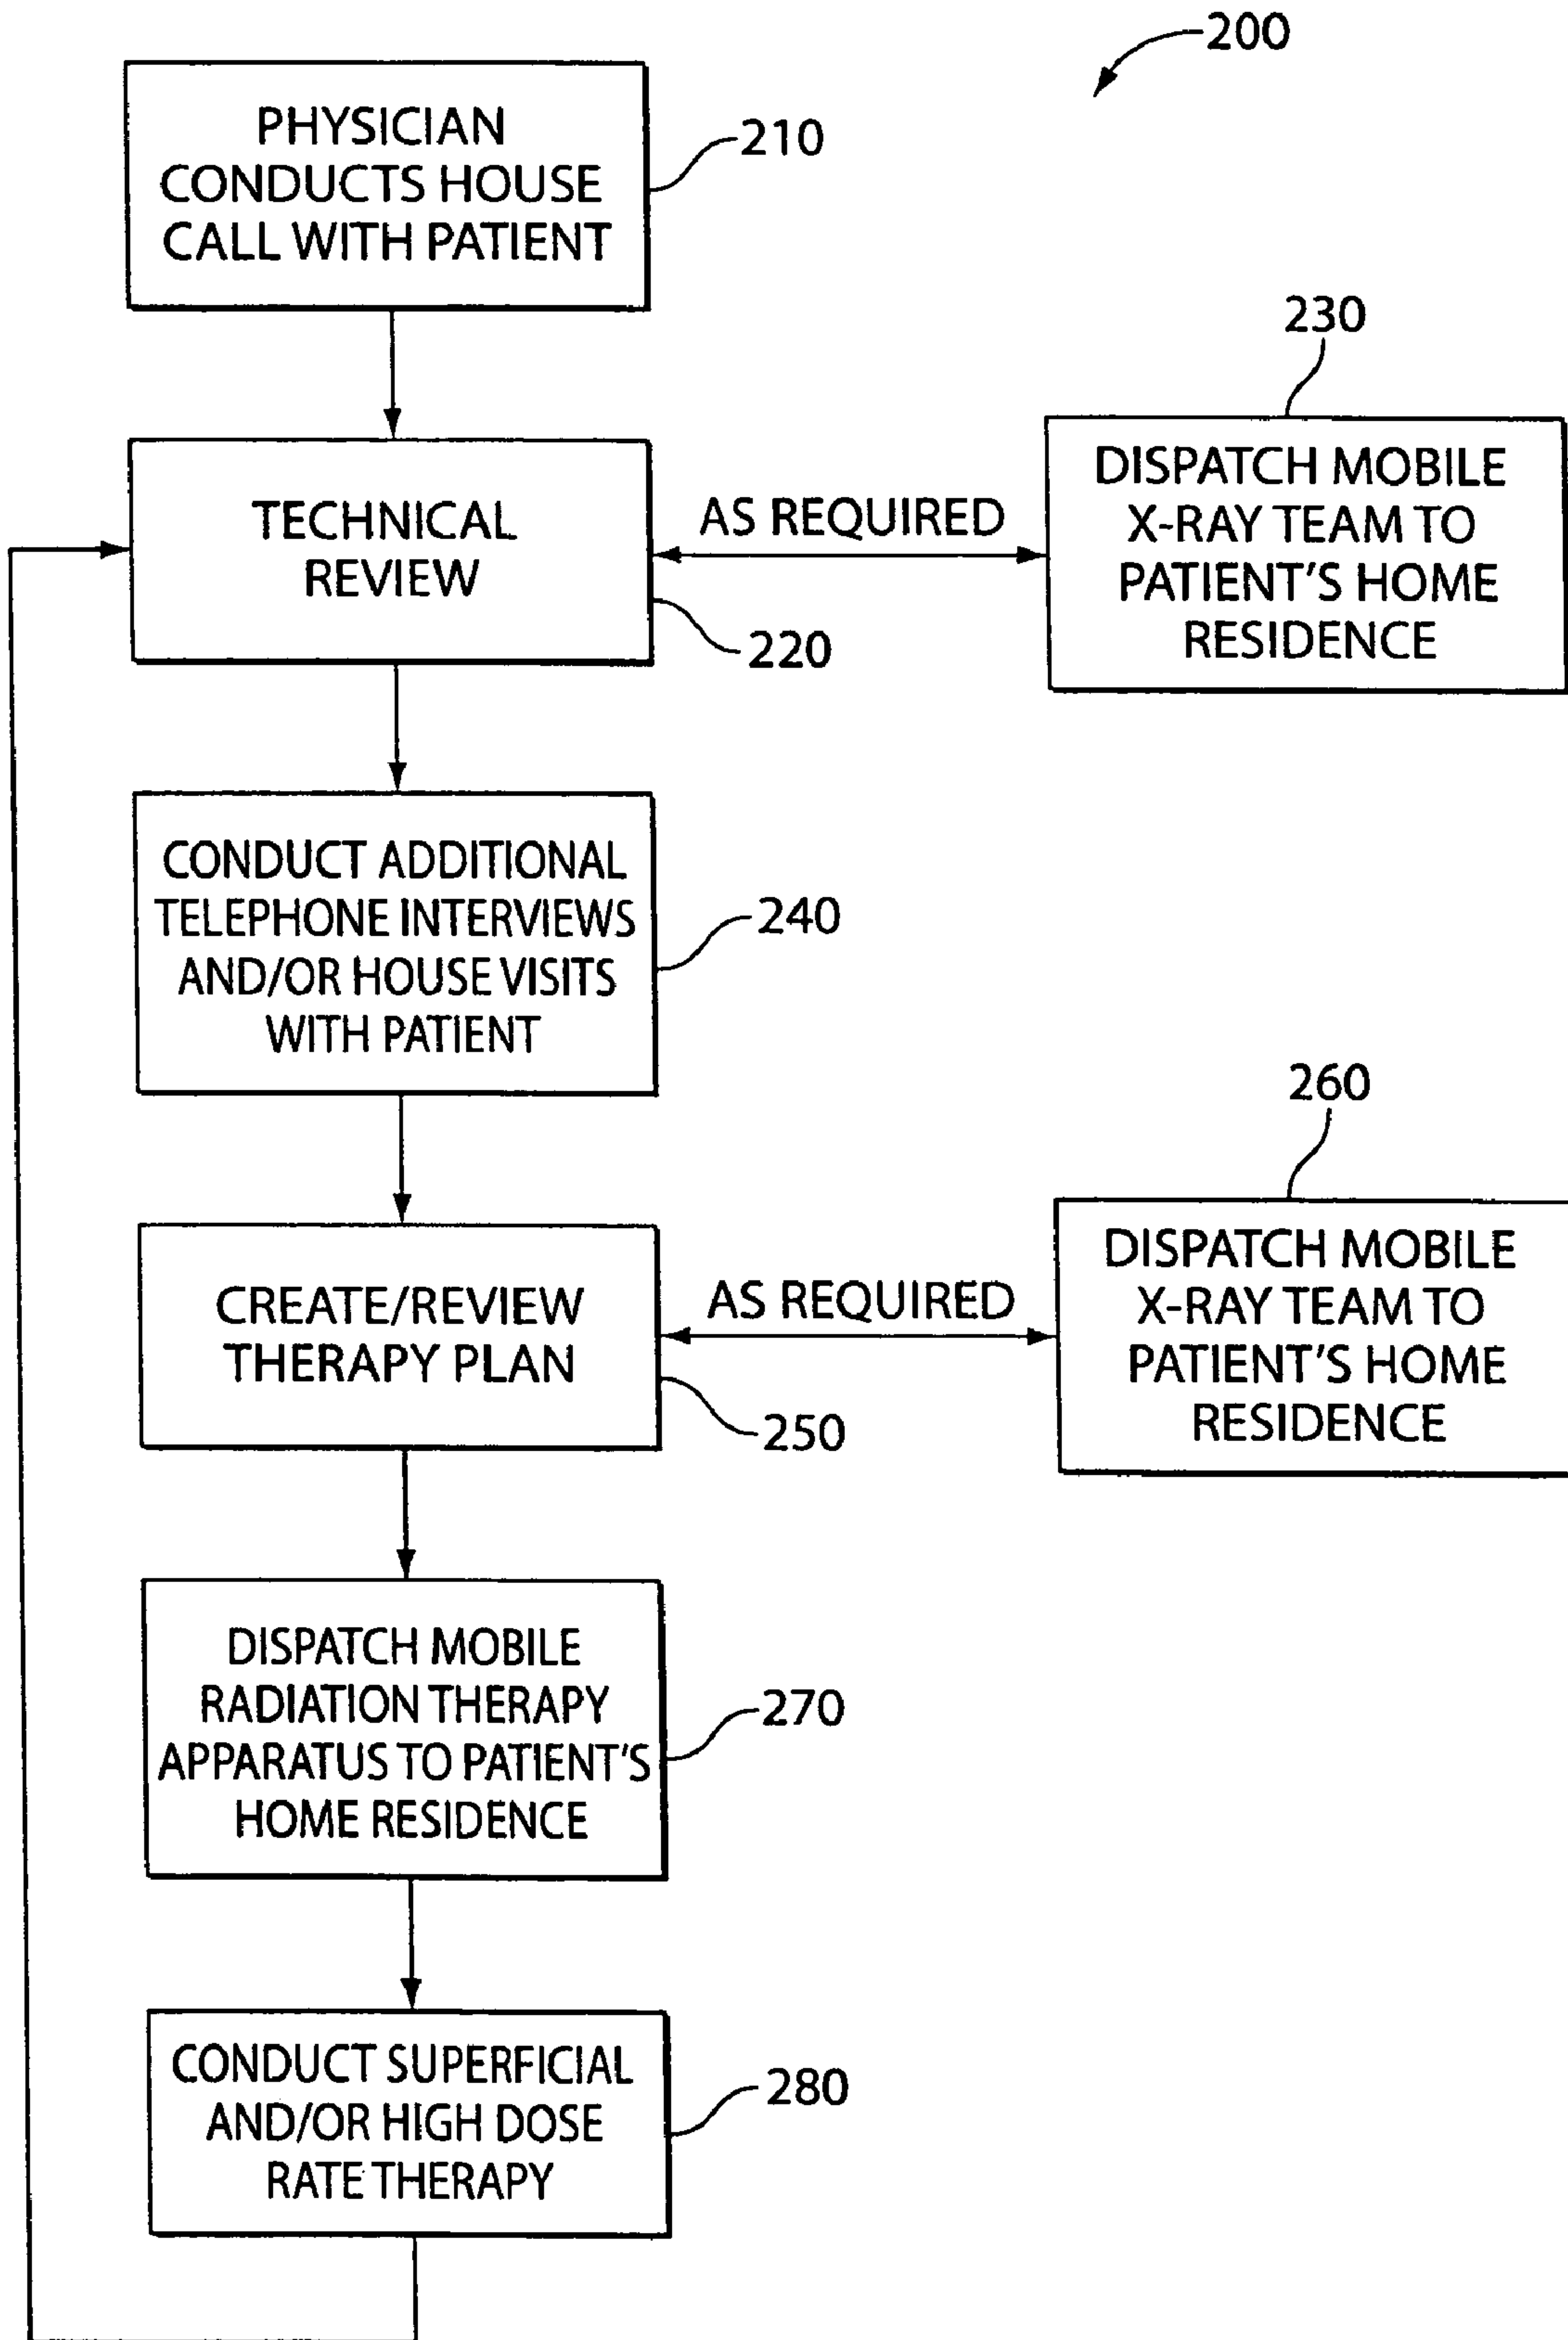 200
PHYSICIAN
CONDUCTS HOUSE
CALL WITH PATIENT
210
TECHNICAL
REVIEW
220
AS REQUIRED
230
DISPATCH MOBILE
X-RAY TEAM TO
PATIENT'S HOME
RESIDENCE
CONDUCT ADDITIONAL
TELEPHONE INTERVIEWS
AND/OR HOUSE VISITS
WITH PATIENT
240
CREATE/REVIEW
THERAPY PLAN
250
AS REQUIRED
260
DISPATCH MOBILE
X-RAY TEAM TO
PATIENT'S HOME
RESIDENCE
DISPATCH MOBILE
RADIATION THERAPY
APPARATUS TO PATIENT'S
HOME RESIDENCE
270
CONDUCT SUPERFICIAL
AND/OR HIGH DOSE
RATE THERAPY
280